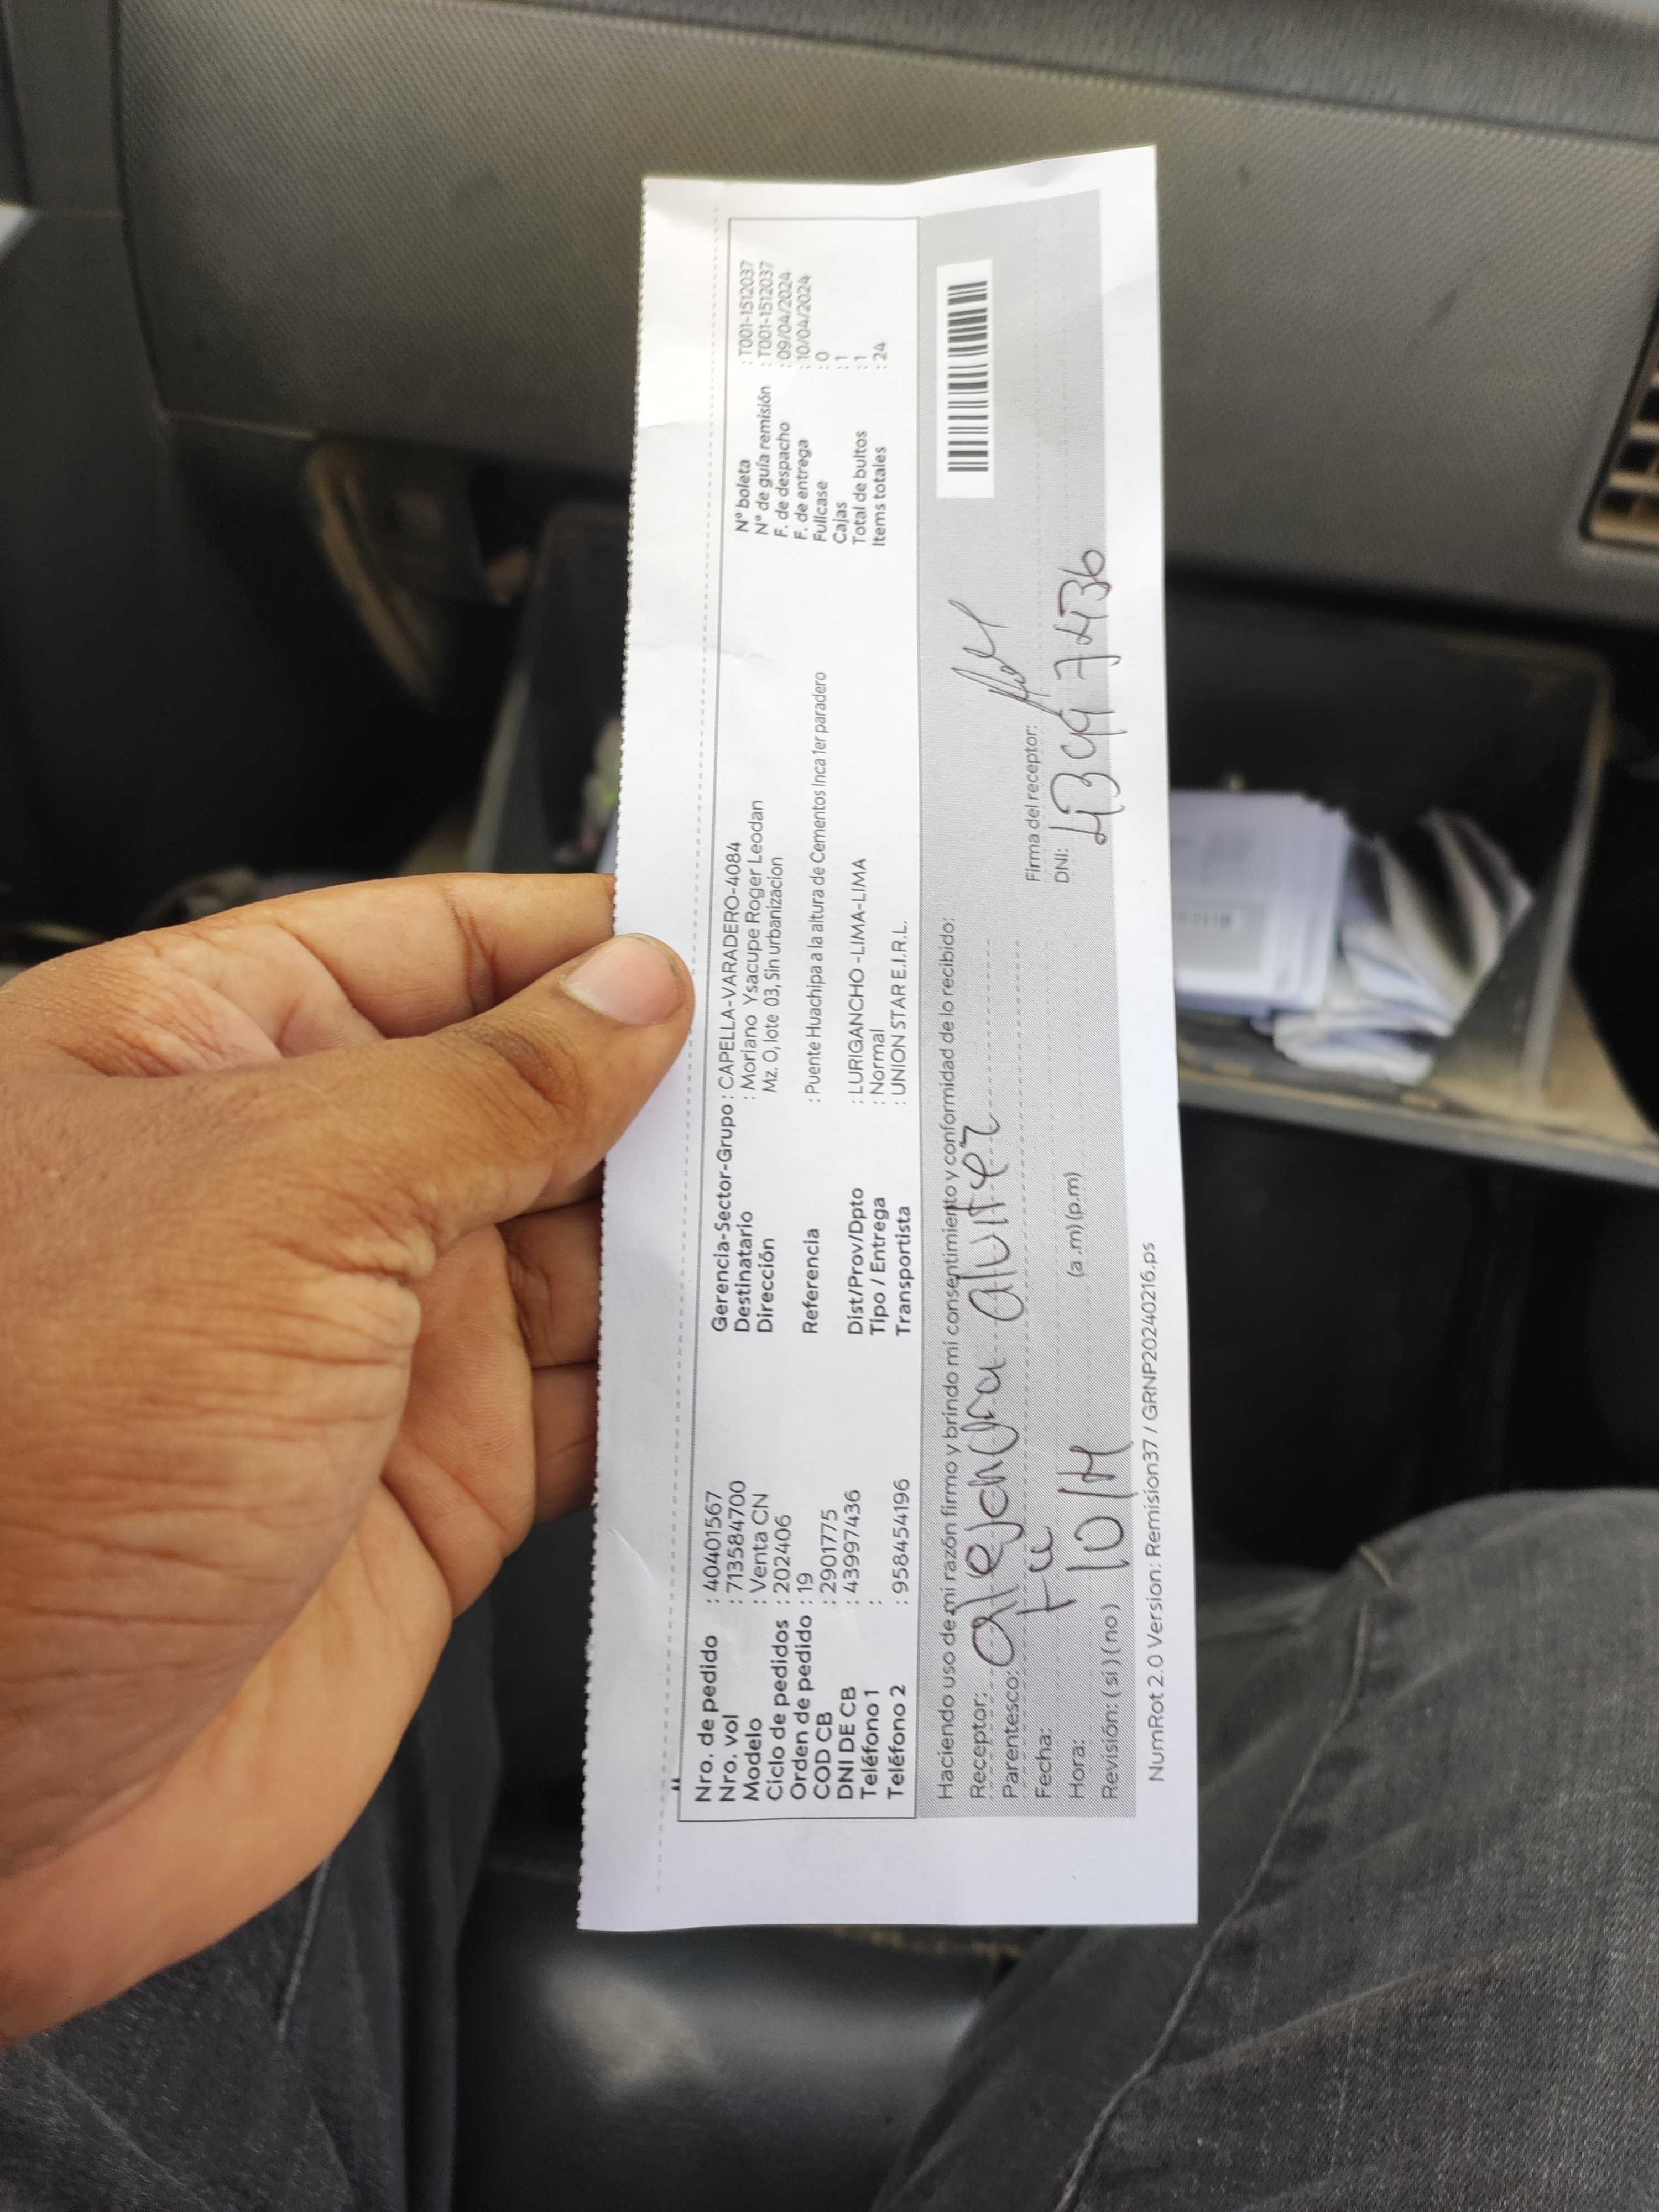 Nro. de pedido : 40401567
Nro. vol : 713584700
Modelo : Venta CN
Ciclo de pedidos : 202406
Orden de pedido : 19
COD CB : 2901775
DNI DE CB : 43997436
Teléfono 1 :
Teléfono 2 : 958454196
Gerencia-Sector-Grupo : CAPELLA-VARADERO-4084
Destinatario : Moriano Ysacupe Roger Leodan
Dirección Mz. O, lote 03, Sin urbanizacion
Referencia : Puente Huachipa a la altura de Cementos Inca 1er paradero
Dist/Prov/Dpto : LURIGANCHO -LIMA-LIMA
Tipo / Entrega : Normal
Transportista : UNION STAR E.I.R.L.
Nº boleta : T001-1512037
Nº de guía remisión : T001-1512037
F. de despacho : 09/04/2024
F. de entrega : 10/04/2024
Fullcase : 0
Cajas : 1
Total de bultos : 1
Items totales : 24
Haciendo uso de mi razón firmo y brindo mi consentimiento y conformidad de lo recibido:
Receptor: alejandra
Parentesco:
Fecha:
Hora: (a.m) (p.m)
Revisión: (si) (no)
Firma del receptor:
DNI: 43997436
NumRot 2.0 Version: Remision37 / GRNP20240216.ps